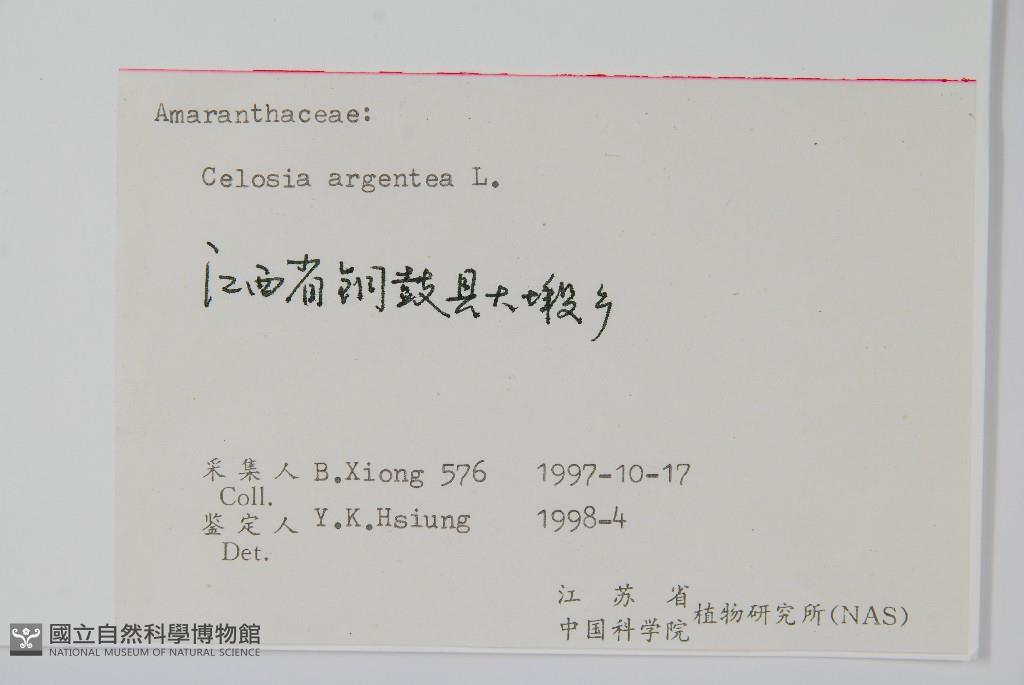 Amaranthaceae:
Celosia argentea L.
江西省铜鼓县大塅乡
采集人 B.Xiong 576 1997-10-17
Coll.
鉴定人 Y.K.Hsiung 1998-4
Det.
江苏省
中国科学院 植物研究所(NAS)
國立自然科學博物館
NATIONAL MUSEUM OF NATURAL SCIENCE